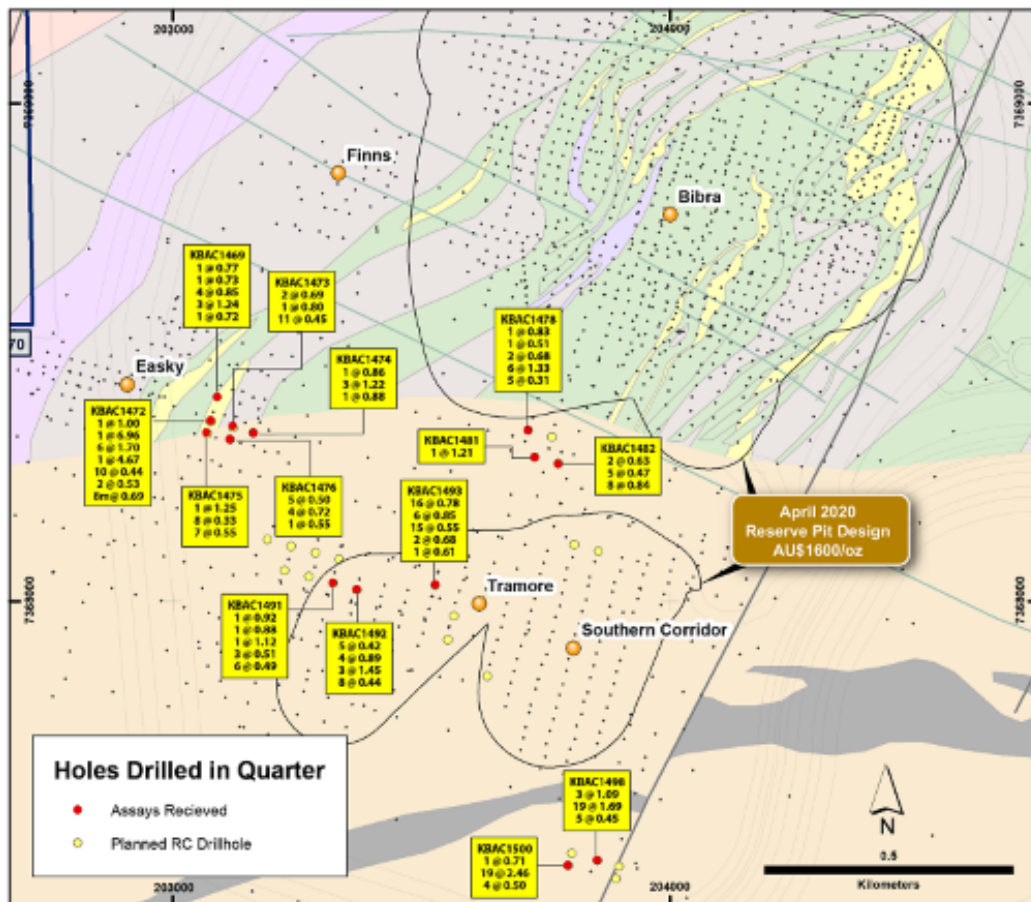 203000
204000
7369000
7369000
Finns
Bibra
KBAC1469
1 @ 0.77
1 @ 0.73
4 @ 0.85
3 @ 1.24
1 @ 0.72
KBAC1473
2 @ 0.69
1 @ 0.80
11 @ 0.45
KBAC1478
1 @ 0.83
1 @ 0.51
2 @ 0.68
6 @ 1.33
5 @ 0.31
70
Easky
KBAC1474
1 @ 0.86
3 @ 1.22
1 @ 0.88
KBAC1472
1 @ 1.00
1 @ 6.96
6 @ 1.70
1 @ 4.67
10 @ 0.44
2 @ 0.53
8m@ 0.69
KBAC1481
1 @ 1.21
KBAC1482
2 @ 0.63
5 @ 0.47
8 @ 0.84
KBAC1475
1 @ 1.25
8 @ 0.33
7 @ 0.55
KBAC1476
5 @ 0.50
4 @ 0.72
1 @ 0.55
KBAC1493
16 @ 0.78
6 @ 0.85
15 @ 0.55
2 @ 0.68
1 @ 0.61
April 2020
Reserve Pit Design
AU$1600/oz
7368000
7368000
Tramore
KBAC1491
1 @ 0.92
1 @ 0.88
1 @ 1.12
2 @ 0.51
6 @ 0.49
KBAC1492
5 @ 0.42
4 @ 0.89
3 @ 1.45
8 @ 0.44
Southern Corridor
Holes Drilled in Quarter
Assays Recieved
Planned RC Drillhole
KBAC1498
3 @ 1.09
19 @ 1.69
5 @ 0.45
KBAC1500
1 @ 0.71
19 @ 2.46
4 @ 0.50
N
0.5
Kilometers
203000
204000